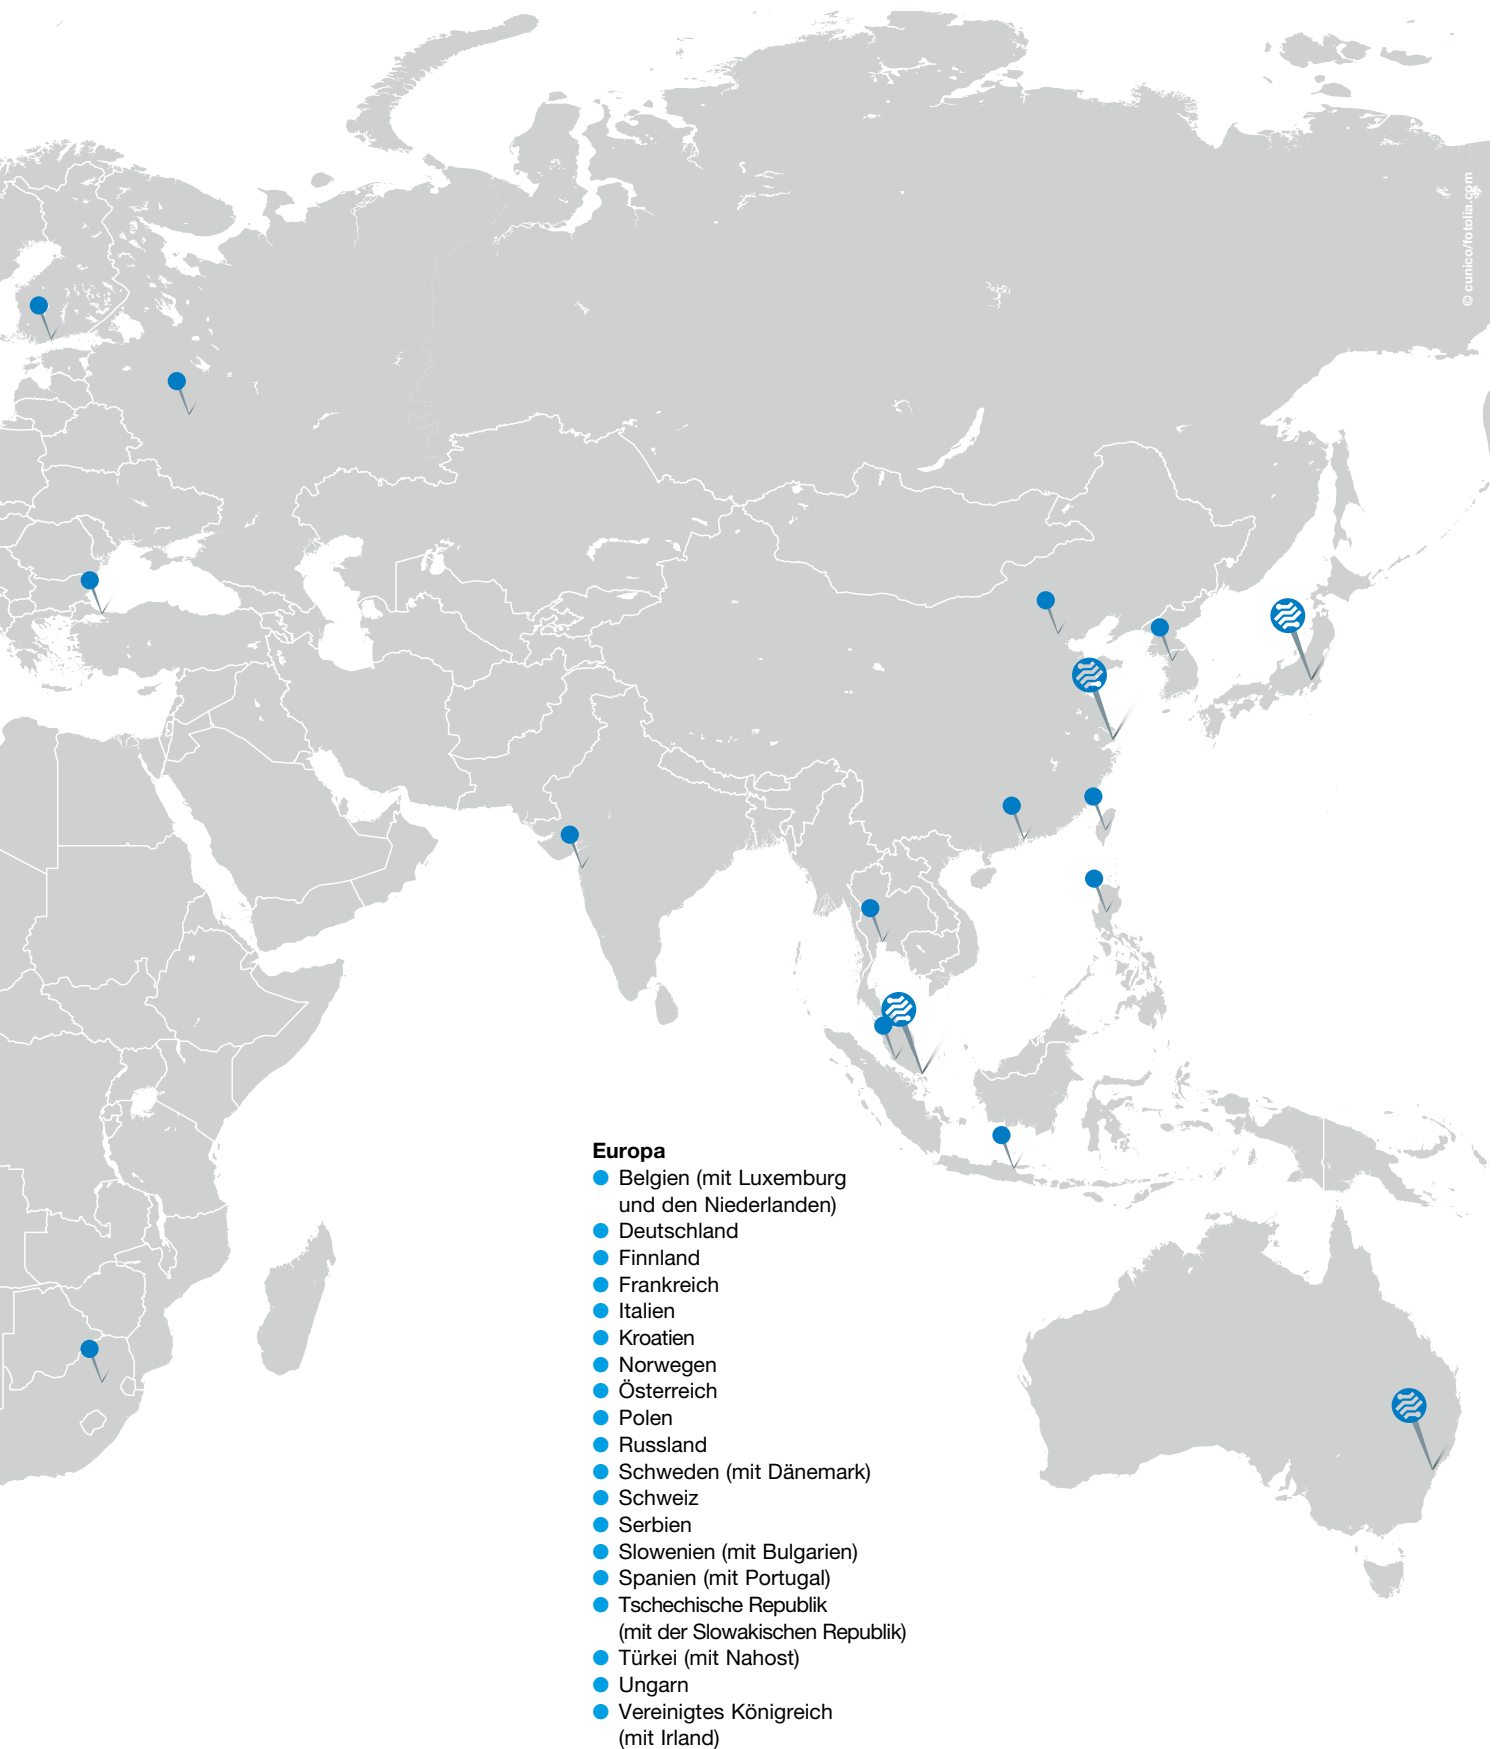 © cunico/fotolia.com
Europa
Belgien (mit Luxemburg
und den Niederlanden)
Deutschland
Finnland
Frankreich
Italien
Kroatien
Norwegen
Österreich
Polen
Russland
Schweden (mit Dänemark)
Schweiz
Serbien
Slowenien (mit Bulgarien)
Spanien (mit Portugal)
Tschechische Republik
(mit der Slowakischen Republik)
Türkei (mit Nahost)
Ungarn
Vereinigtes Königreich
(mit Irland)